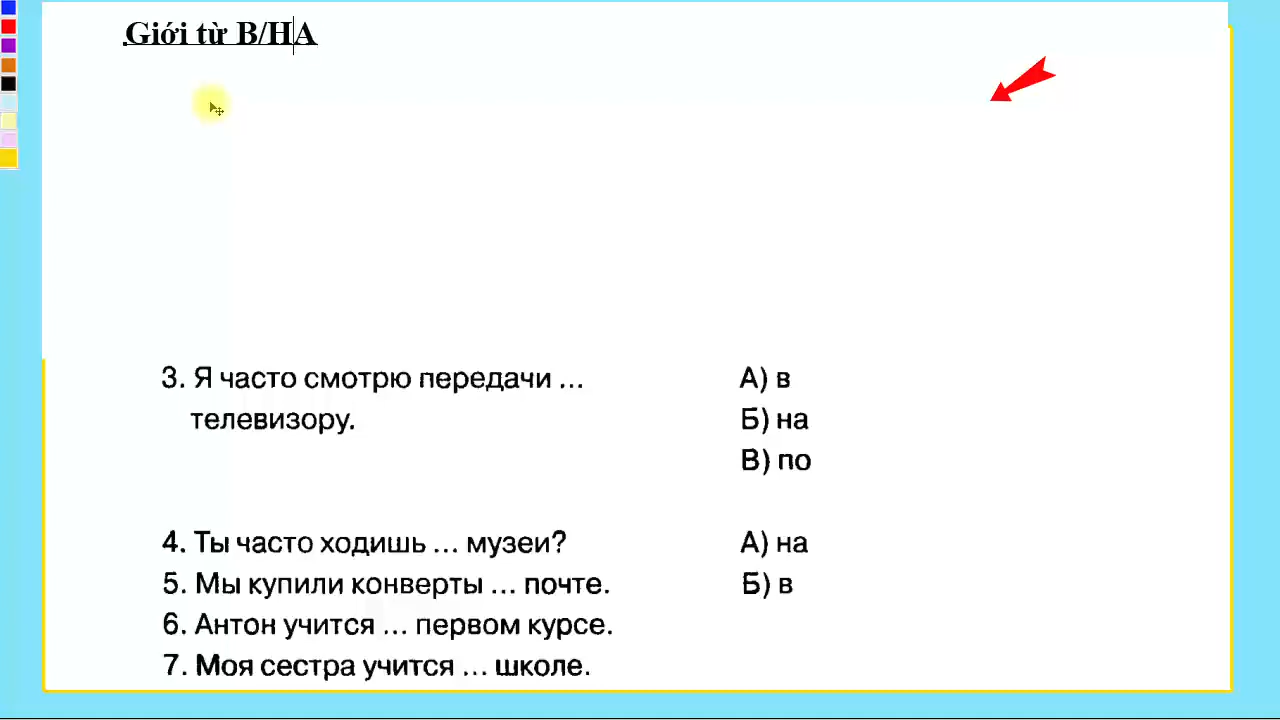 Giới từ В/НА
3. Я часто смотрю передачи ... А) в
телевизору. Б) на
В) по
4. Ты часто ходишь ... музеи? А) на
5. Мы купили конверты ... почте. Б) в
6. Антон учится ... первом курсе.
7. Моя сестра учится ... школе.